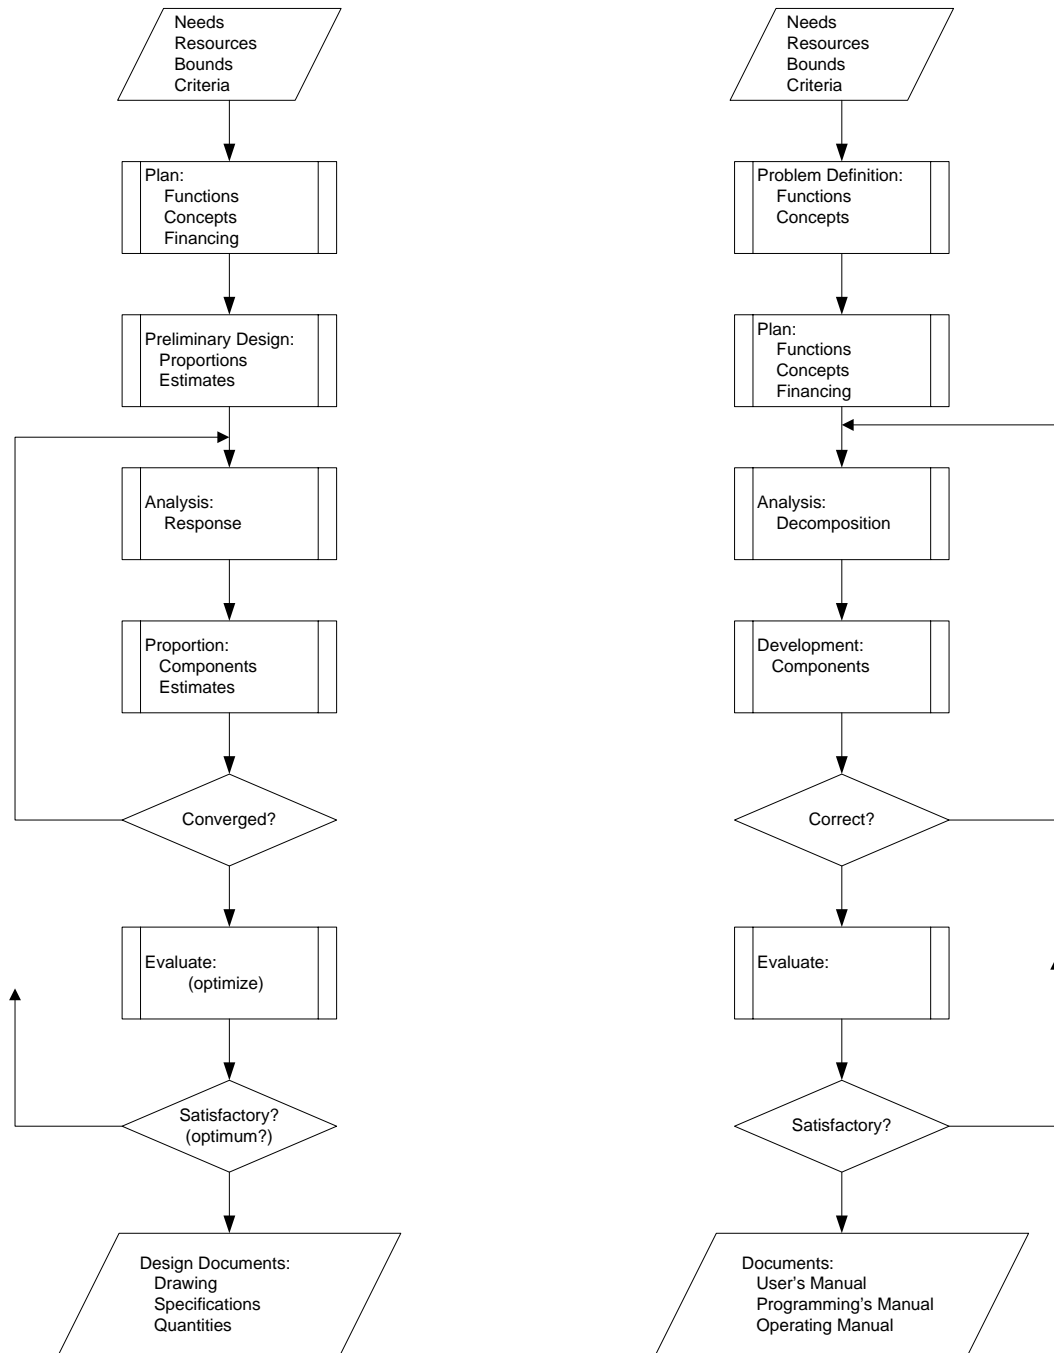 Needs
Resources
Bounds
Criteria
Plan:
Functions
Concepts
Financing
Preliminary Design:
Proportions
Estimates
Analysis:
Response
Proportion:
Components
Estimates
Converged?
Evaluate:
(optimize)
Satisfactory?
(optimum?)
Design Documents:
Drawing
Specifications
Quantities
Needs
Resources
Bounds
Criteria
Problem Definition:
Functions
Concepts
Plan:
Functions
Concepts
Financing
Analysis:
Decomposition
Development:
Components
Correct?
Evaluate:
Satisfactory?
Documents:
User's Manual
Programming's Manual
Operating Manual